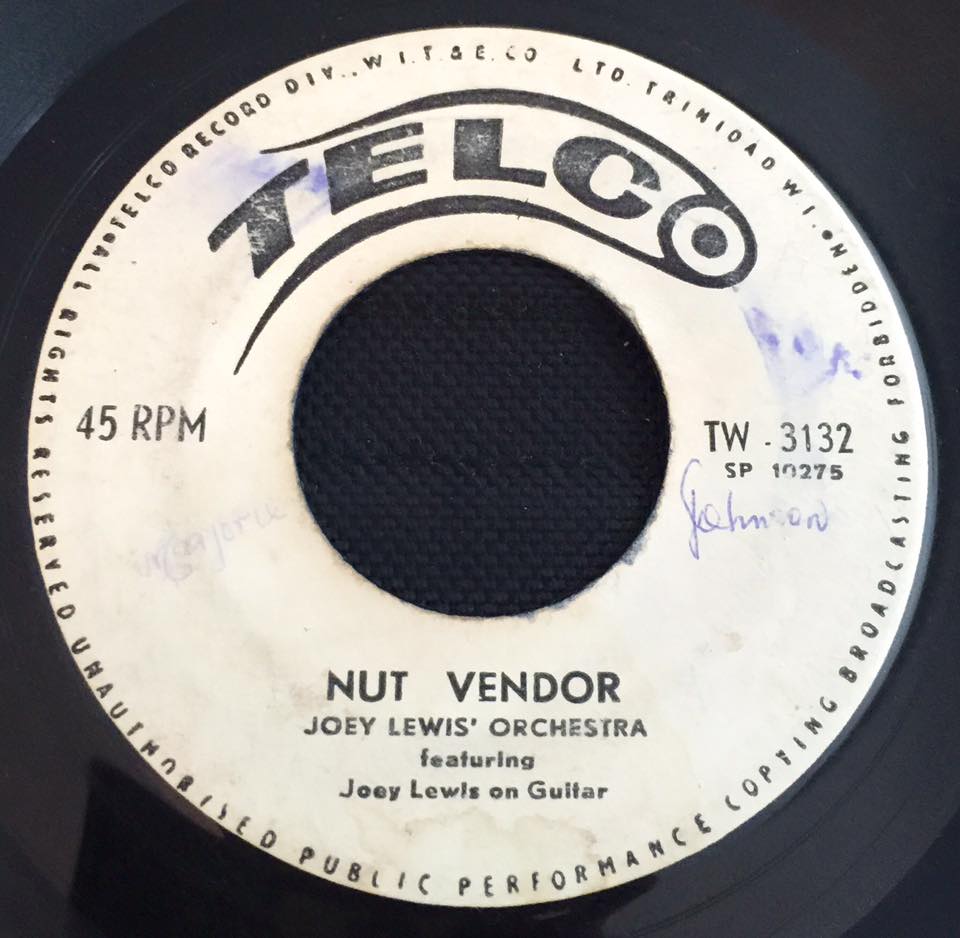 TELCO RECORD DIV., W.I.T. & E. CO LTD. TRINIDAD W.I.
TELCO
45 RPM
TW - 3132
SP 10275
Marjorie
Johnson
NUT VENDOR
JOEY LEWIS' ORCHESTRA
featuring
Joey Lewis on Guitar
ALL RIGHTS RESERVED UNAUTHORISED PUBLIC PERFORMANCE COPYING BROADCASTING FORBIDDEN